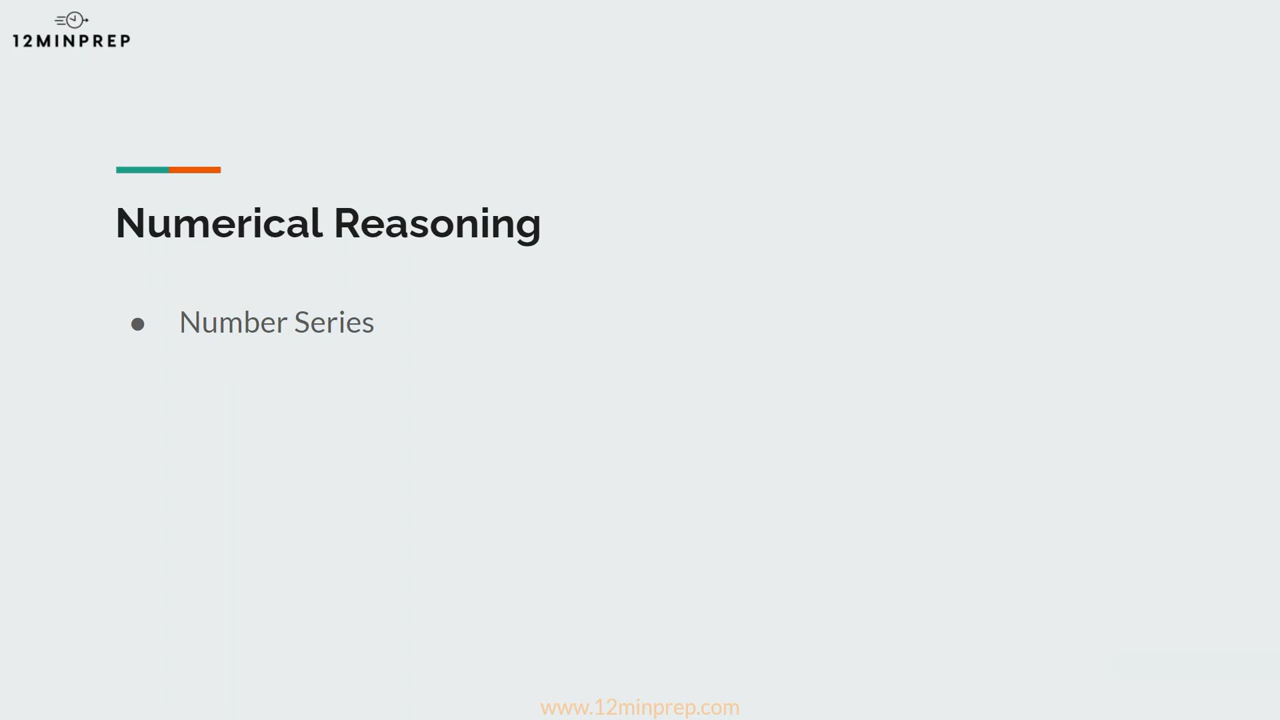 12MINPREP
Numerical Reasoning
● Number Series
www.12minprep.com